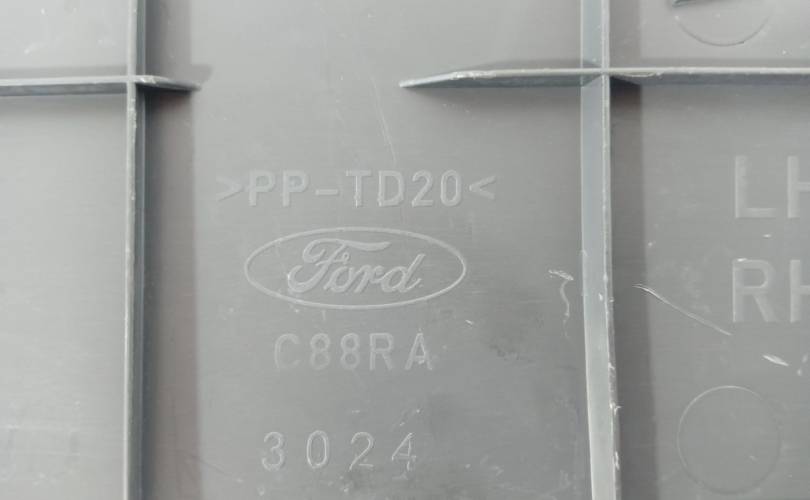 >PP-TD20<
Ford
C88RA
3024
LH
RH